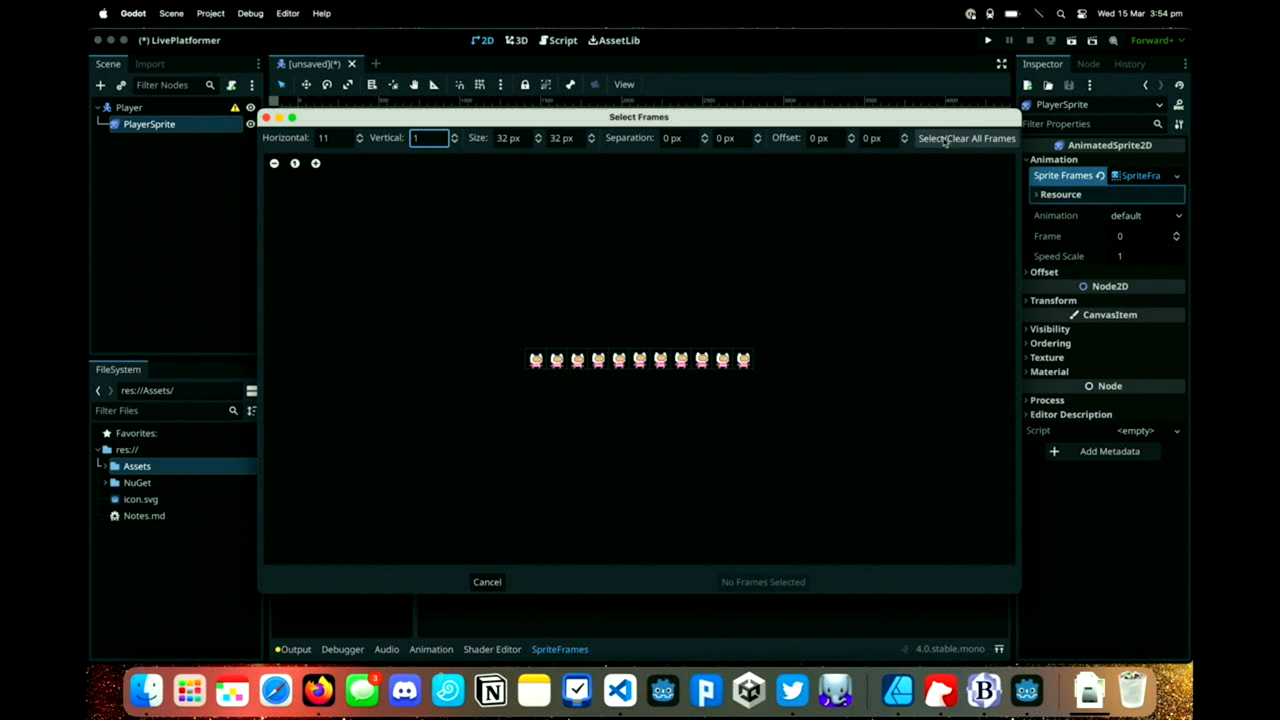 Godot Scene Project Debug Editor Help Wed 15 Mar 3:54 pm
(*) LivePlatformer 2D 3D Script AssetLib Forward+
Scene Import [unsaved](*) Inspector Node History
Filter Nodes View
Player PlayerSprite
Select Frames
PlayerSprite Filter Properties
Horizontal: 11 Vertical: 1 Size: 32 px 32 px Separation: 0 px 0 px Offset: 0 px 0 px Select/Clear All Frames
AnimatedSprite2D
Animation
Sprite Frames SpriteFra
Resource
Animation default
Frame 0
Speed Scale 1
Offset
Node2D
Transform
CanvasItem
Visibility
Ordering
Texture
Material
Node
Process
Editor Description
Script <empty>
Add Metadata
FileSystem
res://Assets/
Filter Files
Favorites:
res://
Assets
NuGet
icon.svg
Notes.md
Cancel No Frames Selected
Output Debugger Audio Animation Shader Editor SpriteFrames 4.0.stable.mono
3